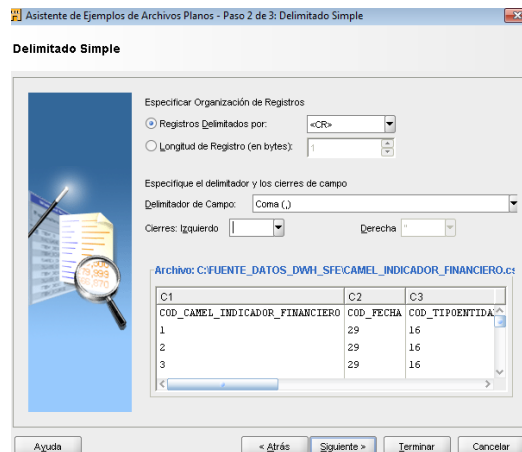 Asistente de Ejemplos de Archivos Planos - Paso 2 de 3: Delimitado Simple
Delimitado Simple
Especificar Organización de Registros
Registros Delimitados por: <CR>
Longitud de Registro (en bytes): 1
Especifique el delimitador y los cierres de campo
Delimitador de Campo: Coma (,)
Cierres: Izquierdo Derecha "
Archivo: C:\FUENTE_DATOS_DWH_SFE\CAMEL_INDICADOR_FINANCIERO.cs
C1 C2 C3
COD_CAMEL_INDICADOR_FINANCIERO COD_FECHA COD_TIPOENTIDA
1 29 16
2 29 16
3 29 16
Ayuda < Atrás Siguiente > Terminar Cancelar